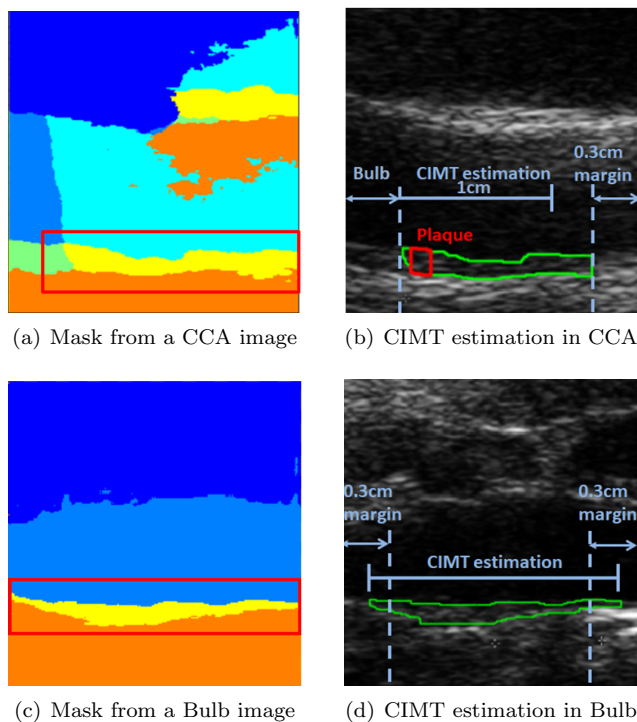 Bulb
CIMT estimation
1cm
0.3cm
margin
Plaque
(a) Mask from a CCA image
(b) CIMT estimation in CCA
0.3cm
margin
0.3cm
margin
CIMT estimation
(c) Mask from a Bulb image
(d) CIMT estimation in Bulb